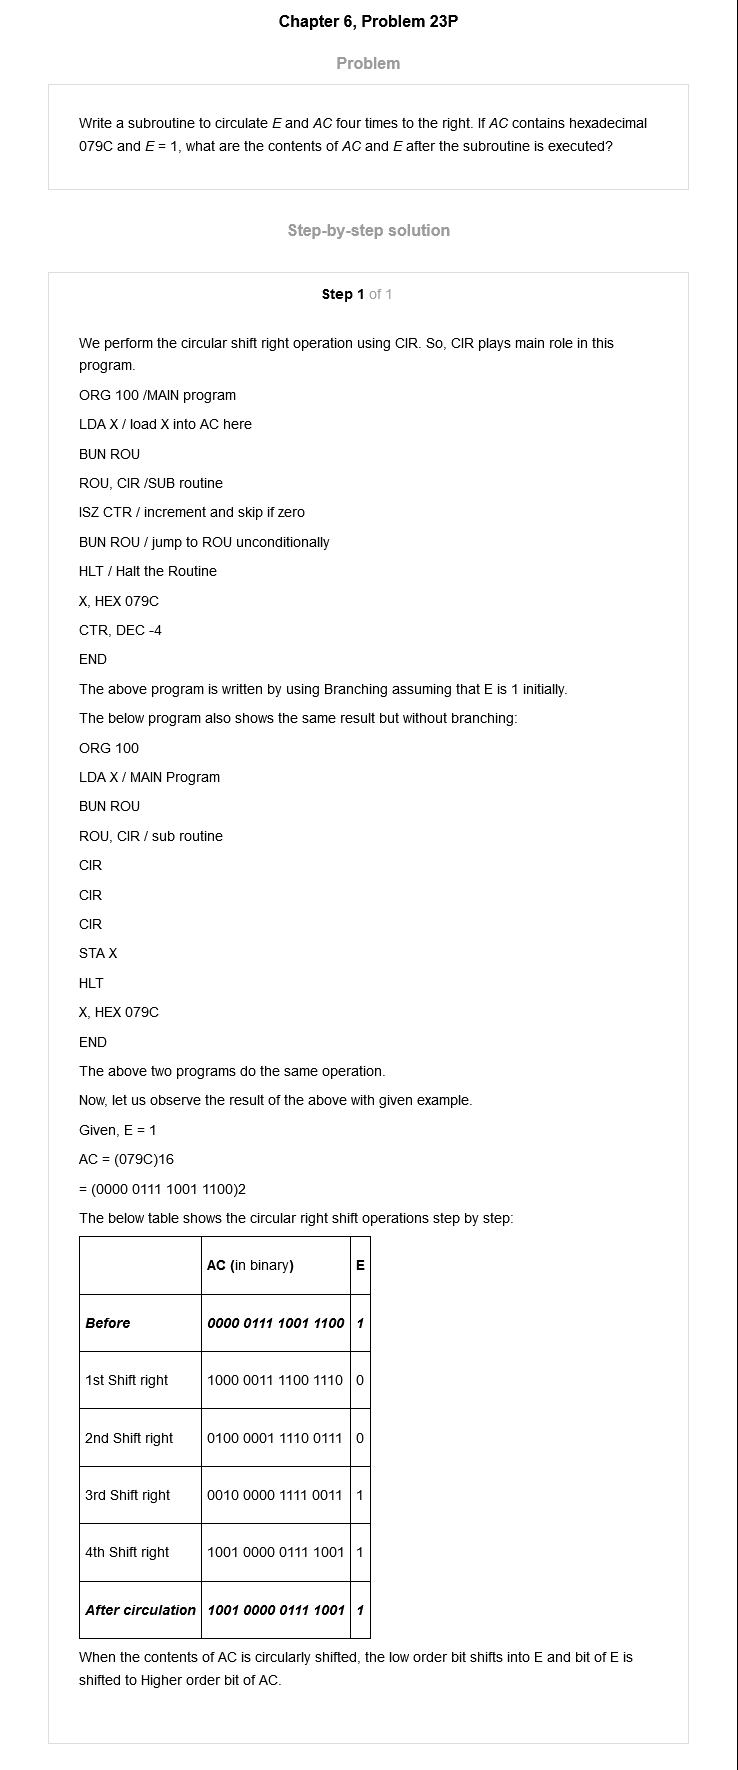 Chapter 6, Problem 23P
Problem
Write a subroutine to circulate E and AC four times to the right. If AC contains hexadecimal
079C and E = 1, what are the contents of AC and E after the subroutine is executed?
Step-by-step solution
Step 1 of 1
We perform the circular shift right operation using CIR. So, CIR plays main role in this
program.
ORG 100 /MAIN program
LDA X / load X into AC here
BUN ROU
ROU, CIR /SUB routine
ISZ CTR / increment and skip if zero
BUN ROU / jump to ROU unconditionally
HLT / Halt the Routine
X, HEX 079C
CTR, DEC -4
END
The above program is written by using Branching assuming that E is 1 initially.
The below program also shows the same result but without branching:
ORG 100
LDA X / MAIN Program
BUN ROU
ROU, CIR / sub routine
CIR
CIR
CIR
STA X
HLT
X, HEX 079C
END
The above two programs do the same operation.
Now, let us observe the result of the above with given example.
Given, E = 1
AC = (079C)16
= (0000 0111 1001 1100)2
The below table shows the circular right shift operations step by step:
AC (in binary) E
Before 0000 0111 1001 1100 1
1st Shift right 1000 0011 1100 1110 0
2nd Shift right 0100 0001 1110 0111 0
3rd Shift right 0010 0000 1111 0011 1
4th Shift right 1001 0000 0111 1001 1
After circulation 1001 0000 0111 1001 1
When the contents of AC is circularly shifted, the low order bit shifts into E and bit of E is
shifted to Higher order bit of AC.